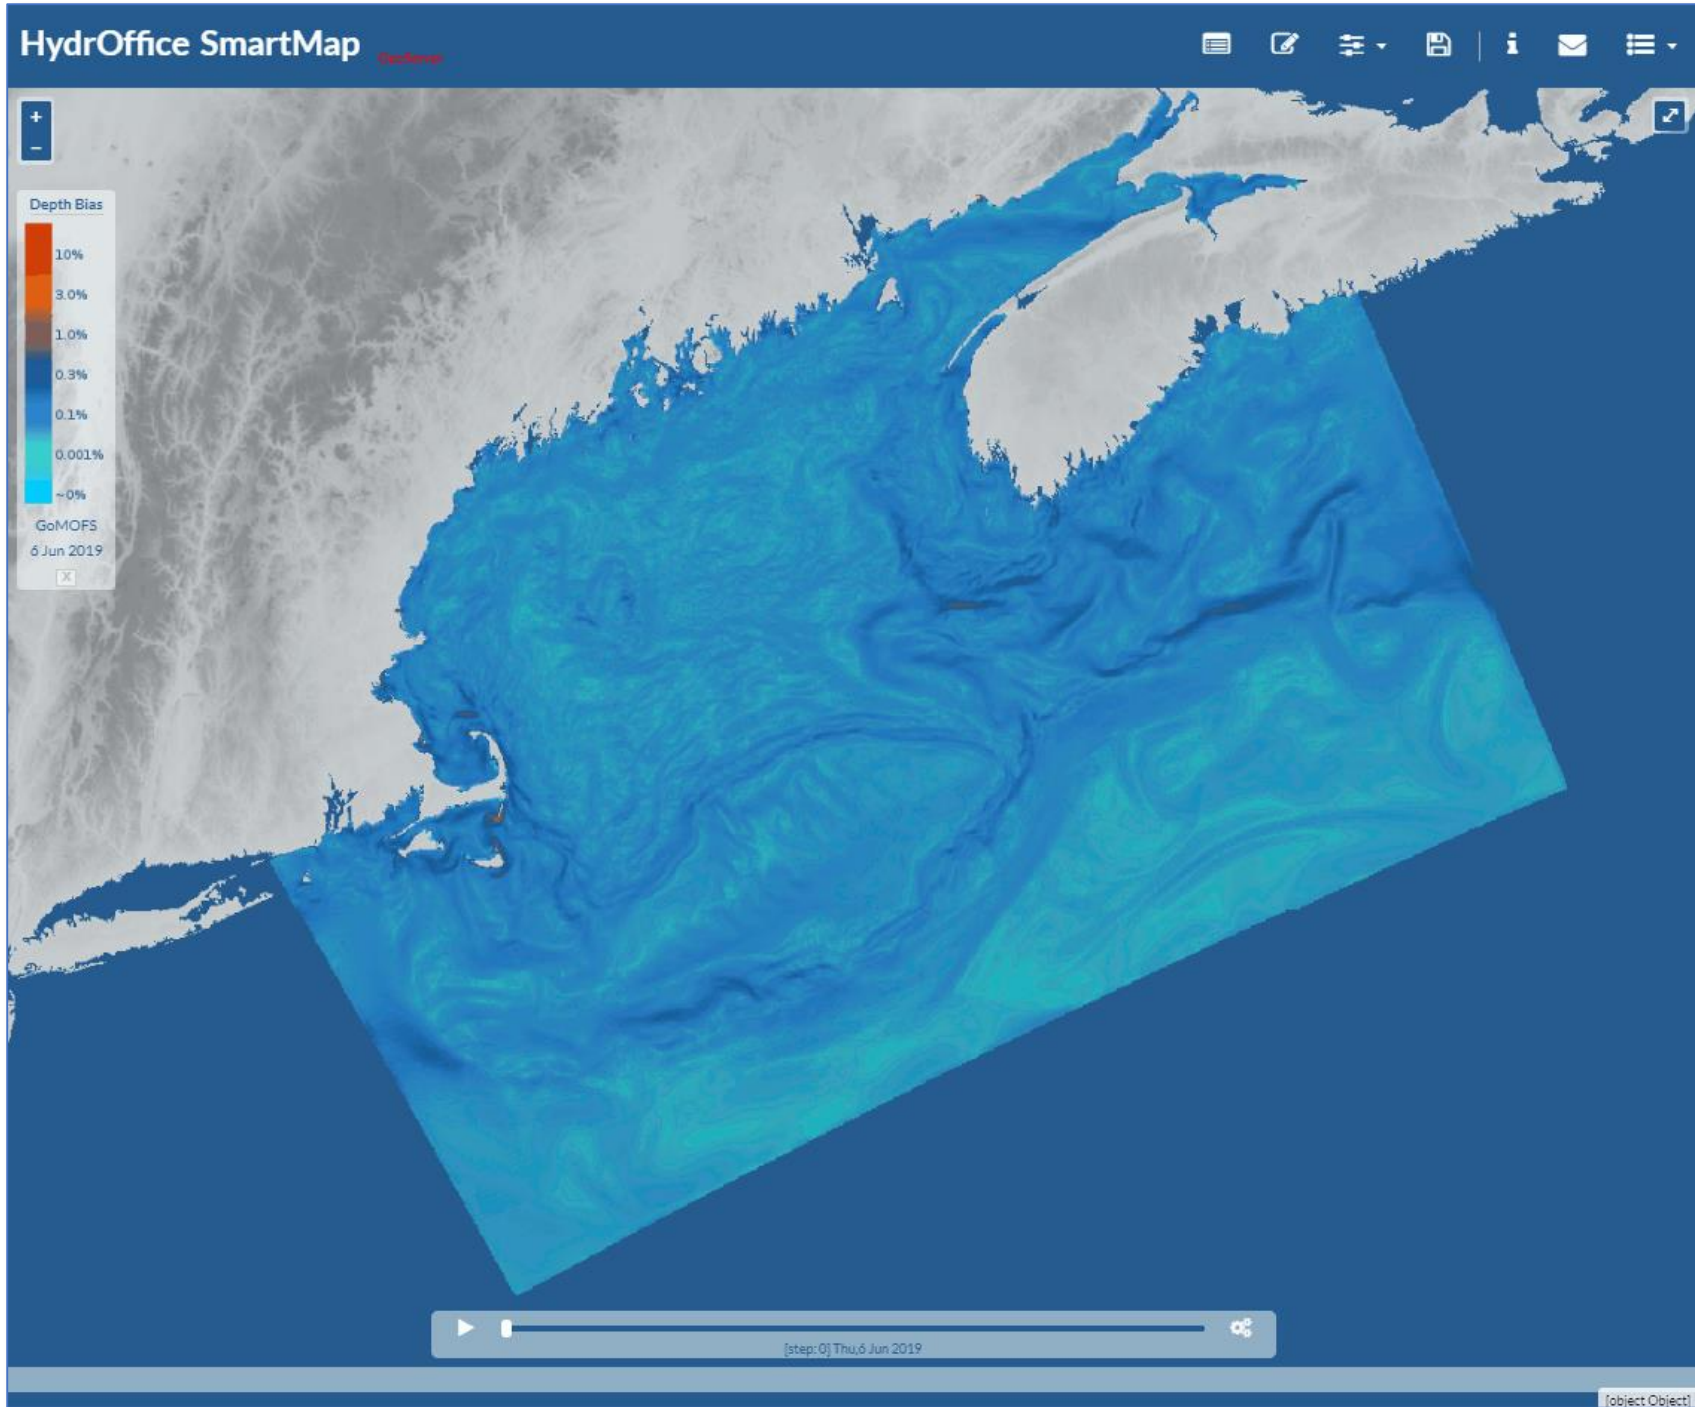 HydrOffice SmartMap
GeoServer
+
−
Depth Bias
10%
3.0%
1.0%
0.3%
0.1%
0.001%
~0%
GoMOFS
6 Jun 2019
X
[step: 0] Thu,6 Jun 2019
[object Object]